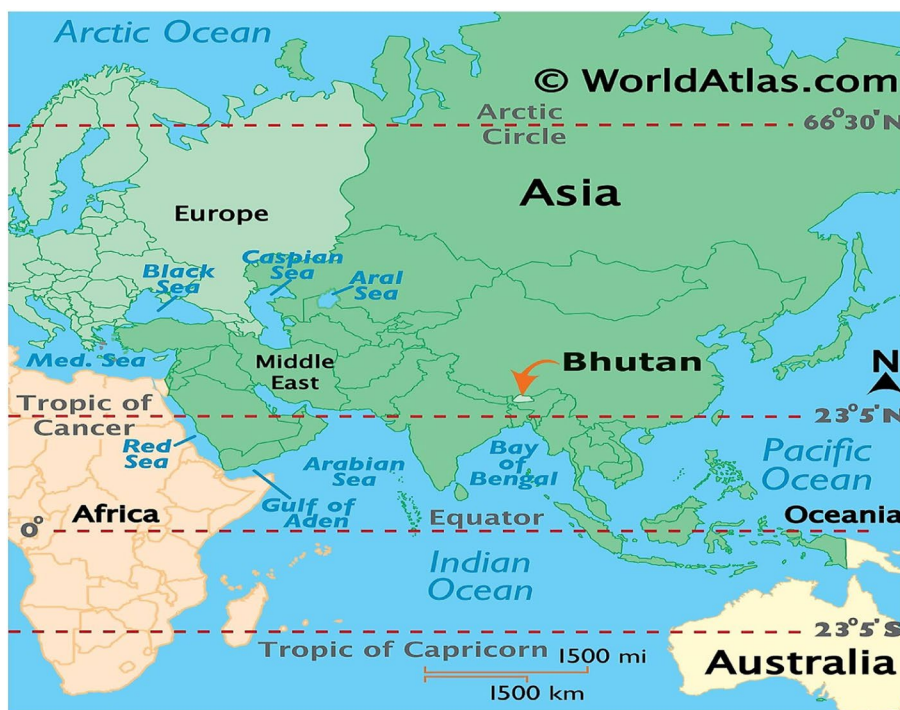 Arctic Ocean
© WorldAtlas.com
Arctic
Circle
66°30'N
Asia
Europe
Black
Sea
Caspian
Sea
Aral
Sea
Med. Sea
Middle
East
Bhutan
N
Tropic of
Cancer
23°5'N
Red
Sea
Arabian
Sea
Bay
of
Bengal
Pacific
Ocean
Gulf of
Aden
Africa
0°
Equator
Oceania
Indian
Ocean
23°5'S
Tropic of Capricorn
1500 mi
1500 km
Australia